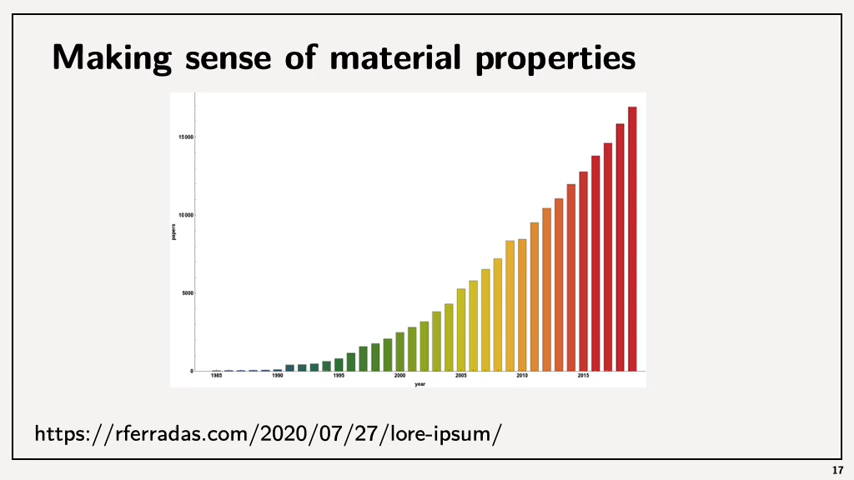 Making sense of material properties
15000
10000
papers
5000
0
1985 1990 1995 2000 2005 2010 2015
year
https://rferradas.com/2020/07/27/lore-ipsum/
17